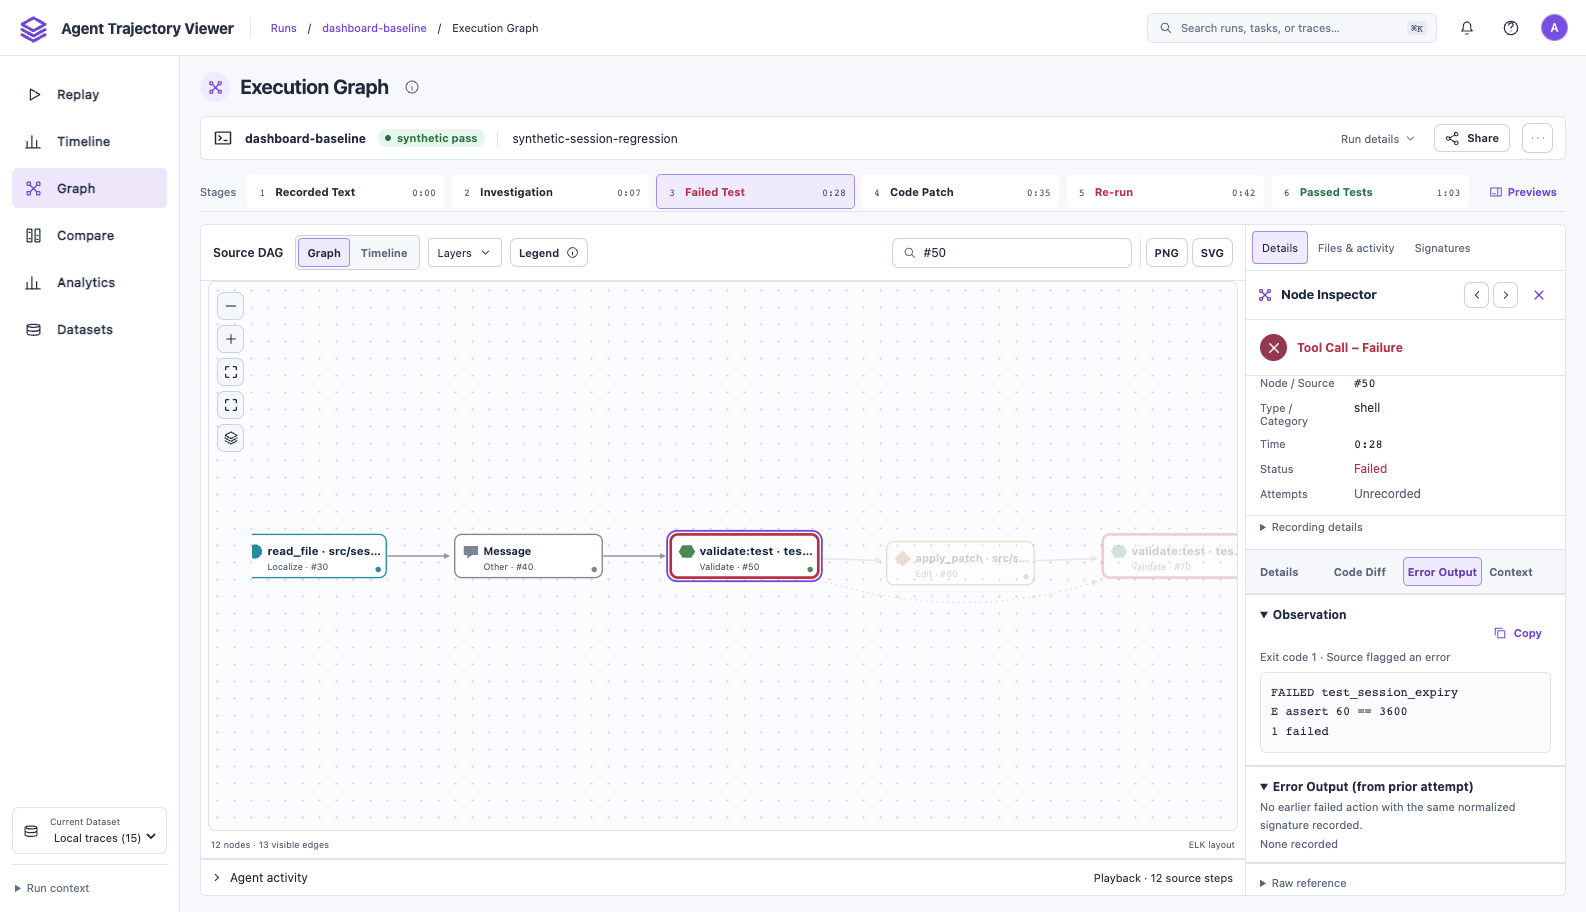 Agent Trajectory Viewer
Runs / dashboard-baseline / Execution Graph
Search runs, tasks, or traces...
⌘K
A
Replay
Timeline
Graph
Compare
Analytics
Datasets
Current Dataset
Local traces (15)
Run context
Execution Graph
dashboard-baseline
synthetic pass
synthetic-session-regression
Run details
Share
...
Stages
1 Recorded Text 0:00
2 Investigation 0:07
3 Failed Test 0:28
4 Code Patch 0:35
5 Re-run 0:42
6 Passed Tests 1:03
Previews
Source DAG
Graph
Timeline
Layers
Legend
#50
PNG
SVG
read_file · src/ses...
Localize · #30
Message
Other · #40
validate:test · tes...
Validate · #50
apply_patch · src/s...
Edit · #60
validate:test · tes.
Validate · #70
12 nodes · 13 visible edges
ELK layout
Agent activity
Playback · 12 source steps
Details
Files & activity
Signatures
Node Inspector
Tool Call – Failure
Node / Source #50
Type / Category shell
Time 0:28
Status Failed
Attempts Unrecorded
Recording details
Details
Code Diff
Error Output
Context
Observation
Copy
Exit code 1 · Source flagged an error
FAILED test_session_expiry
E assert 60 == 3600
1 failed
Error Output (from prior attempt)
No earlier failed action with the same normalized
signature recorded.
None recorded
Raw reference